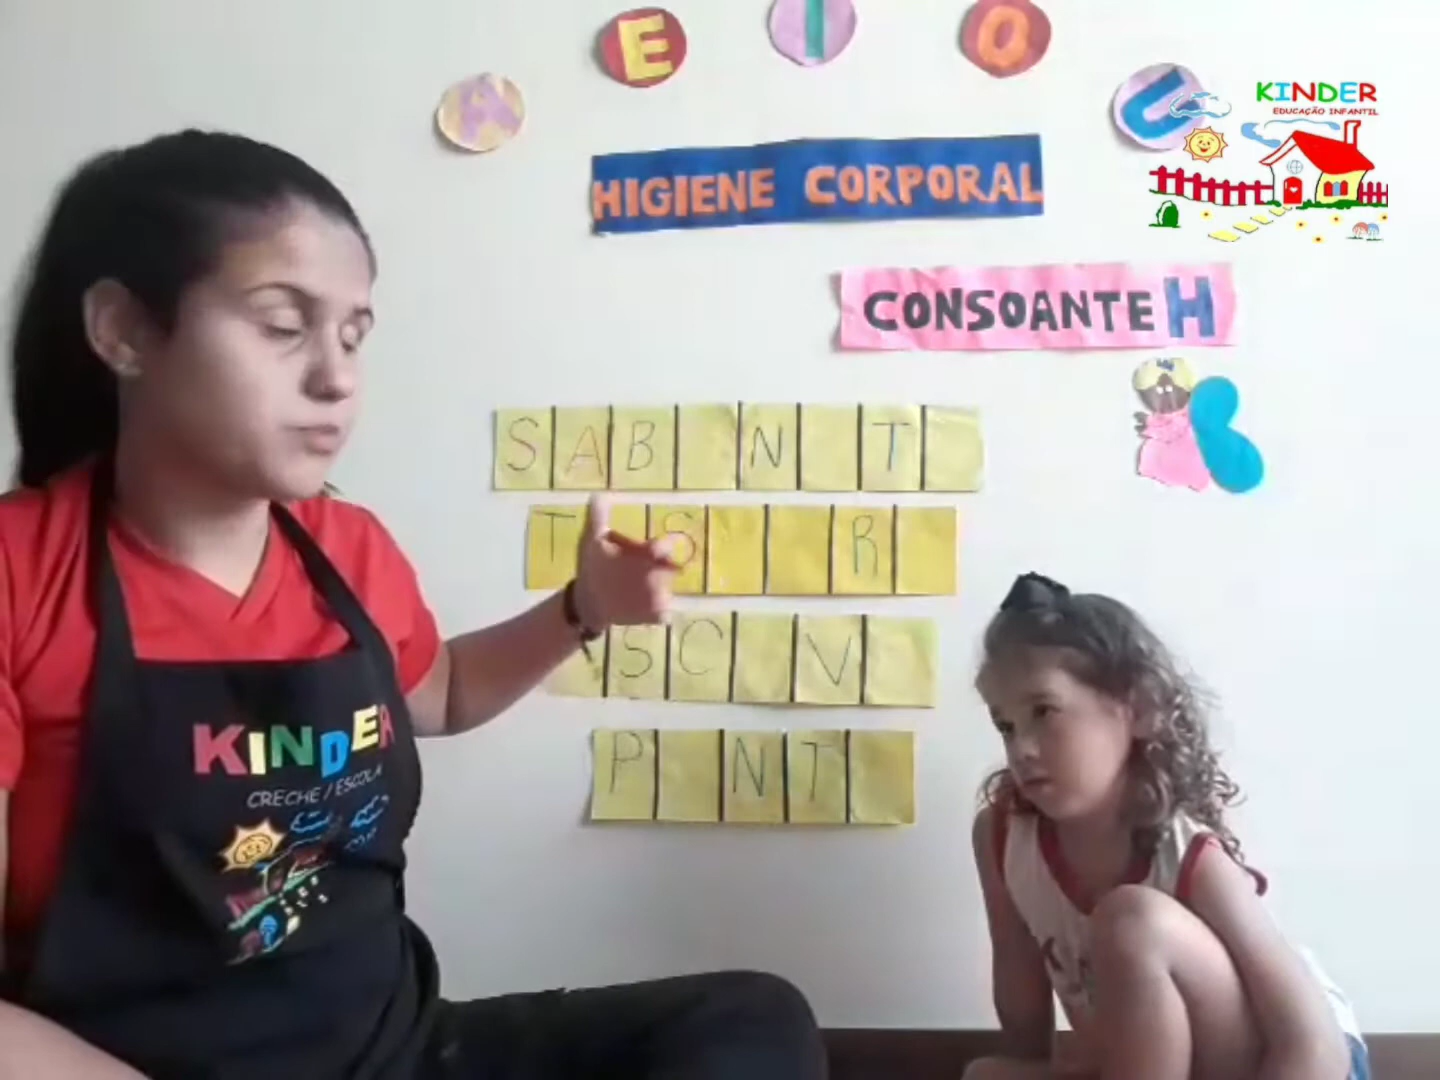 A E I O U
KINDER
EDUCAÇÃO INFANTIL
HIGIENE CORPORAL
CONSOANTE H
S A B N T
T S R
S C V
P N T
KINDER
CRECHE / ESCOLA